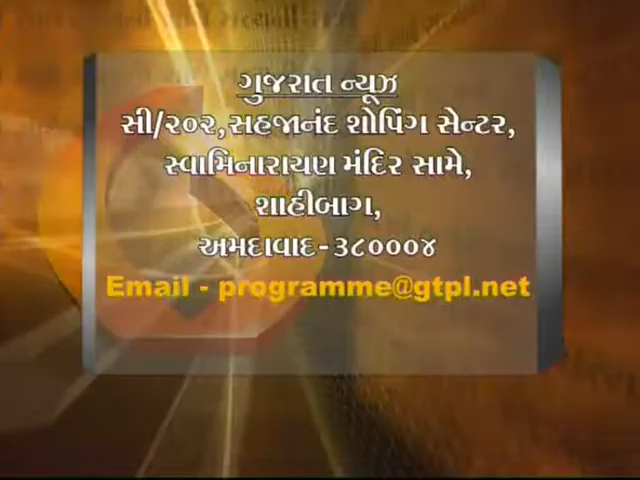 ગુજરાત ન્યૂઝ
સી/૨૦૨,સહજાનંદ શોપિંગ સેન્ટર,
સ્વામિનારાયણ મંદિર સામે,
શાહીબાગ,
અમદાવાદ-૩૮૦૦૦૪
Email - programme@gtpl.net